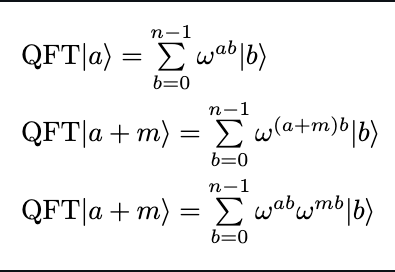 QFT|a⟩ = ∑_{b=0}^{n−1} ω^{ab}|b⟩
QFT|a + m⟩ = ∑_{b=0}^{n−1} ω^{(a+m)b}|b⟩
QFT|a + m⟩ = ∑_{b=0}^{n−1} ω^{ab}ω^{mb}|b⟩